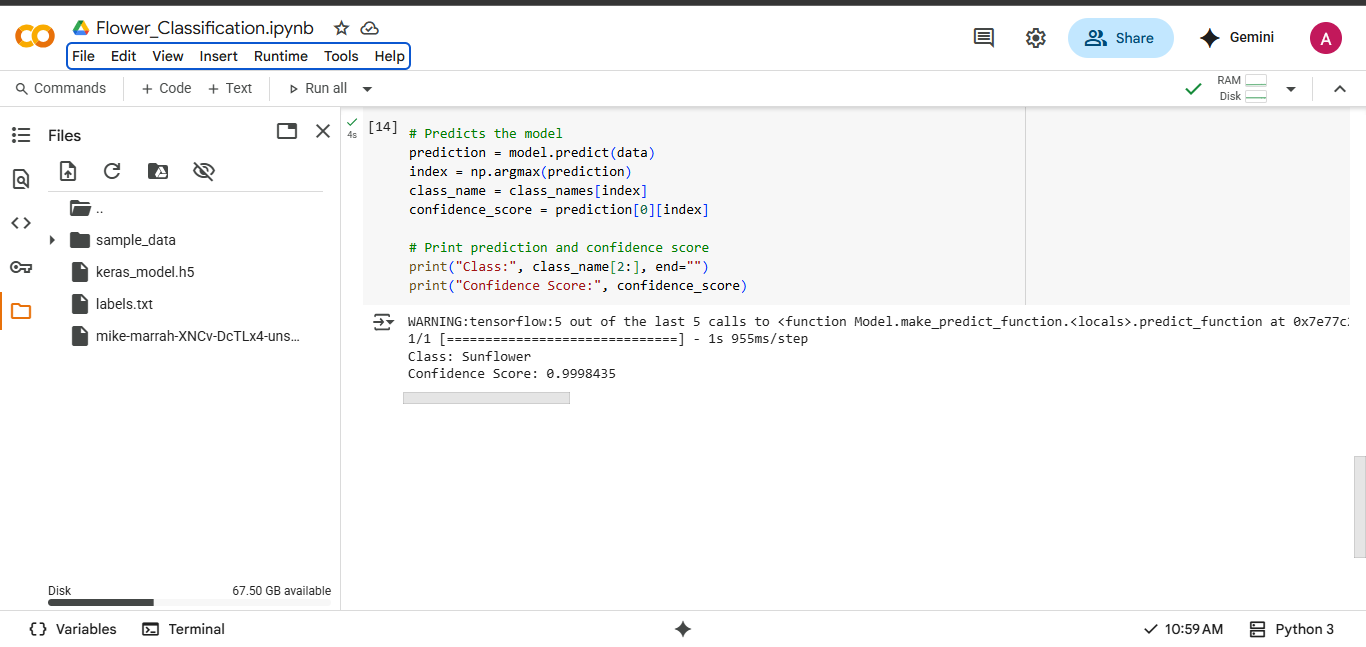 Flower_Classification.ipynb
File Edit View Insert Runtime Tools Help
Share
Gemini
A
Commands + Code + Text Run all
RAM
Disk
Files
..
sample_data
keras_model.h5
labels.txt
mike-marrah-XNCv-DcTLx4-uns...
Disk 67.50 GB available
4s
[14]
# Predicts the model
prediction = model.predict(data)
index = np.argmax(prediction)
class_name = class_names[index]
confidence_score = prediction[0][index]
# Print prediction and confidence score
print("Class:", class_name[2:], end="")
print("Confidence Score:", confidence_score)
WARNING:tensorflow:5 out of the last 5 calls to <function Model.make_predict_function.<locals>.predict_function at 0x7e77c
1/1 [==============================] - 1s 955ms/step
Class: Sunflower
Confidence Score: 0.9998435
{} Variables
Terminal
10:59 AM
Python 3